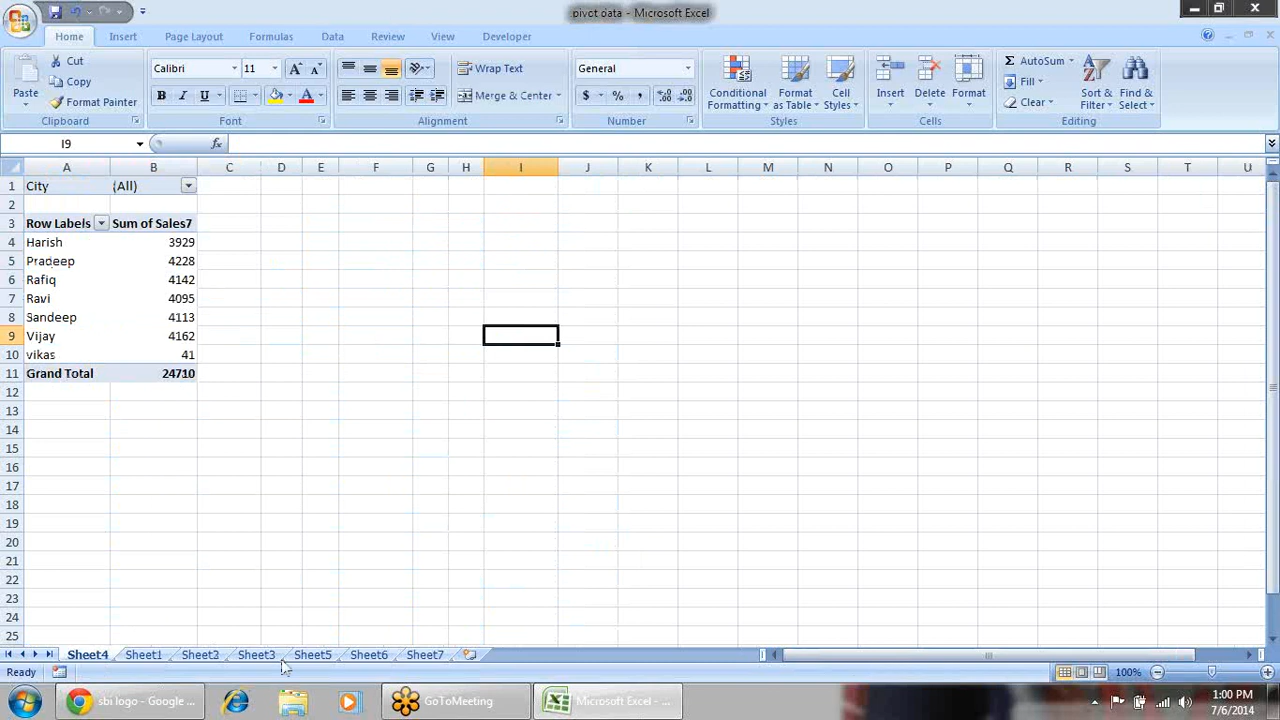 pivot data - Microsoft Excel
Home Insert Page Layout Formulas Data Review View Developer
Cut
Copy
Format Painter
Paste
Clipboard
Calibri 11
B I U
A A
Font
Wrap Text
Merge & Center
Alignment
General
$ % ,
Number
Conditional Formatting
Format as Table
Cell Styles
Styles
Insert
Delete
Format
Cells
Σ AutoSum
Fill
Clear
Sort & Filter
Find & Select
Editing
I9
fx
A B C D E F G H I J K L M N O P Q R S T U
1 City (All)
2
3 Row Labels Sum of Sales7
4 Harish 3929
5 Pradeep 4228
6 Rafiq 4142
7 Ravi 4095
8 Sandeep 4113
9 Vijay 4162
10 vikas 41
11 Grand Total 24710
12
13
14
15
16
17
18
19
20
21
22
23
24
25
Sheet4 Sheet1 Sheet2 Sheet3 Sheet5 Sheet6 Sheet7
Ready
100%
sbi logo - Google ...
GoToMeeting
Microsoft Excel - ...
1:00 PM
7/6/2014